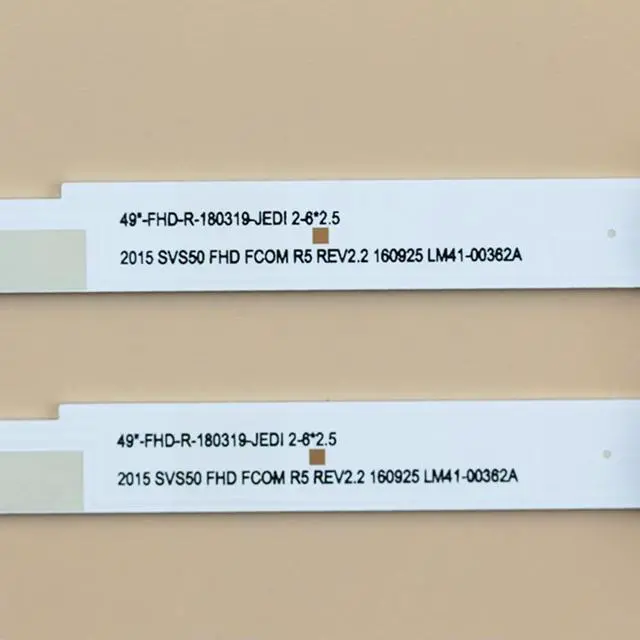 49"-FHD-R-180319-JEDI 2-6*2.5
2015 SVS50 FHD FCOM R5 REV2.2 160925 LM41-00362A
49"-FHD-R-180319-JEDI 2-6*2.5
2015 SVS50 FHD FCOM R5 REV2.2 160925 LM41-00362A